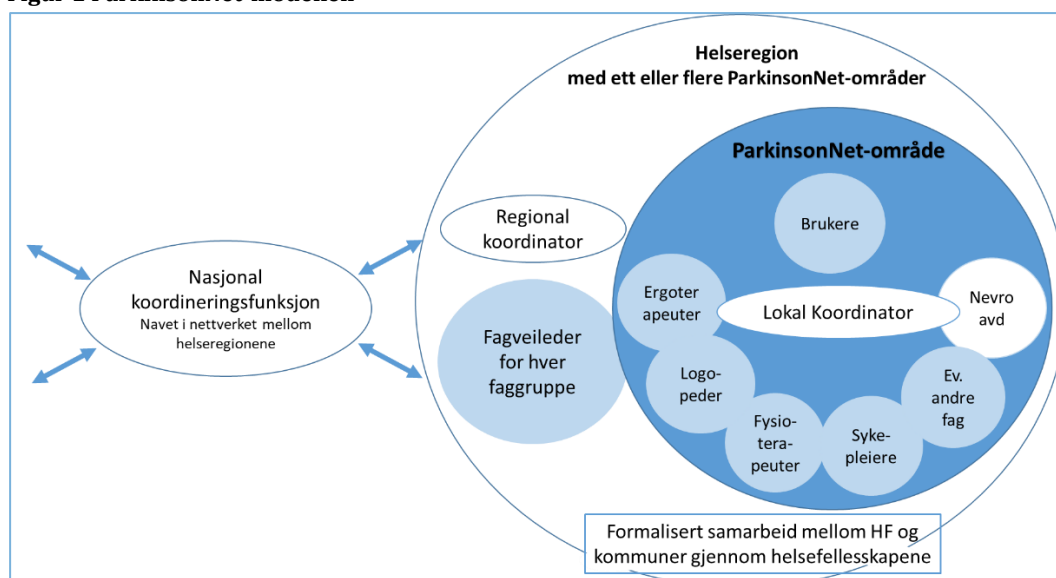 Helseregion
med ett eller flere ParkinsonNet-områder
ParkinsonNet-område
Regional
koordinator
Brukere
Nasjonal
koordineringsfunksjon
Navet i nettverket mellom
helseregionene
Ergoter
apeuter
Lokal Koordinator
Nevro
avd
Fagveileder
for hver
faggruppe
Logo-
peder
Ev.
andre
fag
Fysio-
tera-
peuter
Syke-
pleiere
Formalisert samarbeid mellom HF og
kommuner gjennom helsefellesskapene